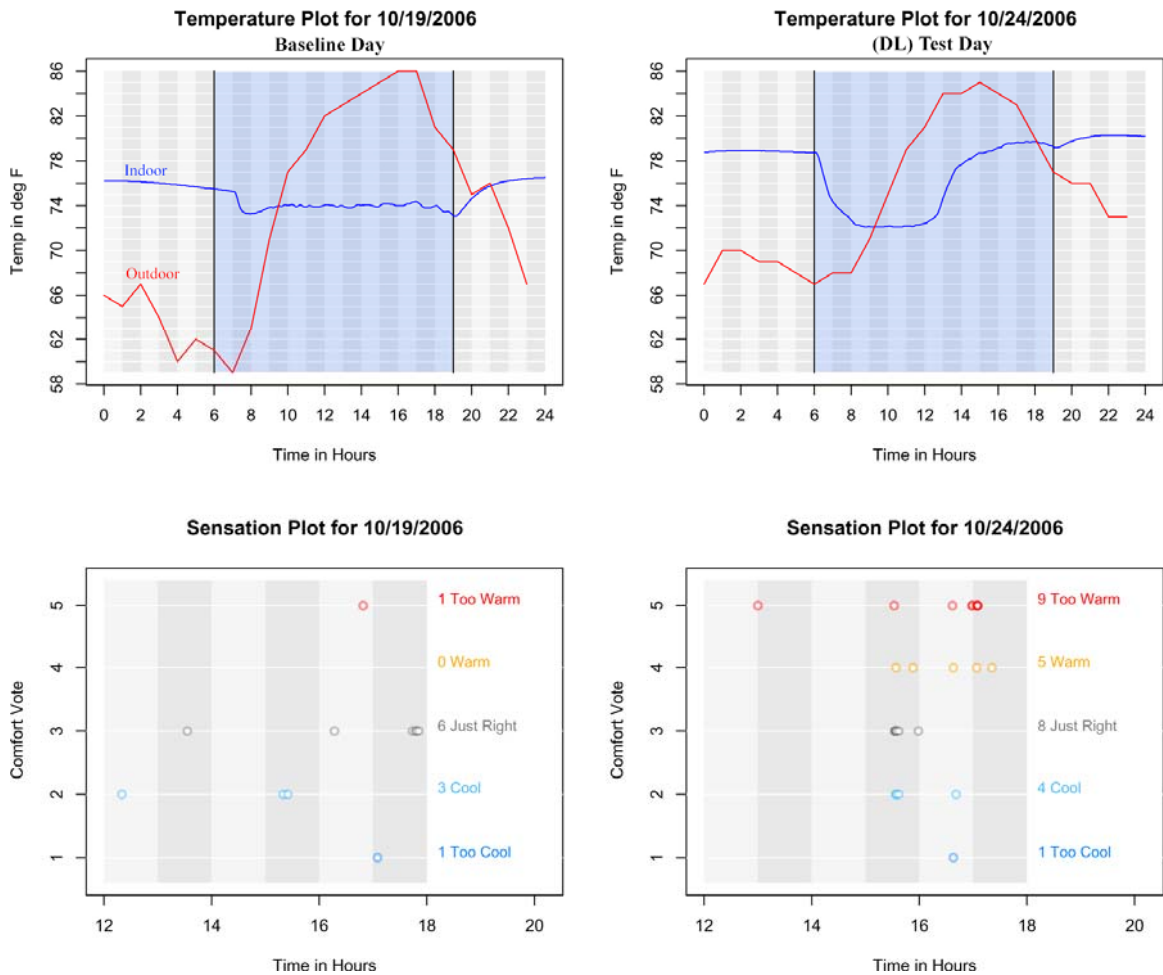 Temperature Plot for 10/19/2006
Baseline Day
Temp in deg F
86
82
78
74
70
66
62
58
Indoor
Outdoor
0 2 4 6 8 10 12 14 16 18 20 22 24
Time in Hours
Temperature Plot for 10/24/2006
(DL) Test Day
Temp in deg F
86
82
78
74
70
66
62
58
0 2 4 6 8 10 12 14 16 18 20 22 24
Time in Hours
Sensation Plot for 10/19/2006
Comfort Vote
5
4
3
2
1
1 Too Warm
0 Warm
6 Just Right
3 Cool
1 Too Cool
12 14 16 18 20
Time in Hours
Sensation Plot for 10/24/2006
Comfort Vote
5
4
3
2
1
9 Too Warm
5 Warm
8 Just Right
4 Cool
1 Too Cool
12 14 16 18 20
Time in Hours